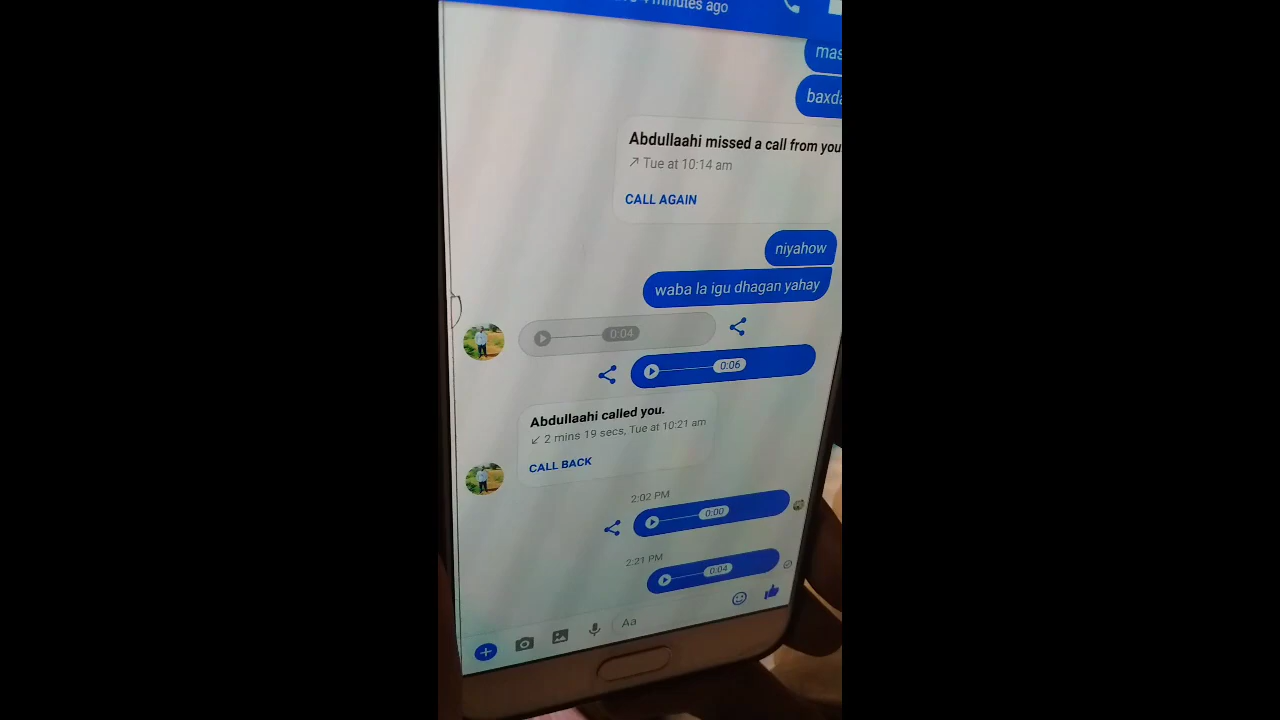 4 minutes ago
mas
baxda
Abdullaahi missed a call from you
Tue at 10:14 am
CALL AGAIN
niyahow
waba la igu dhagan yahay
0:04
0:06
Abdullaahi called you.
2 mins 19 secs, Tue at 10:21 am
CALL BACK
2:02 PM
0:00
2:21 PM
0:04
Aa